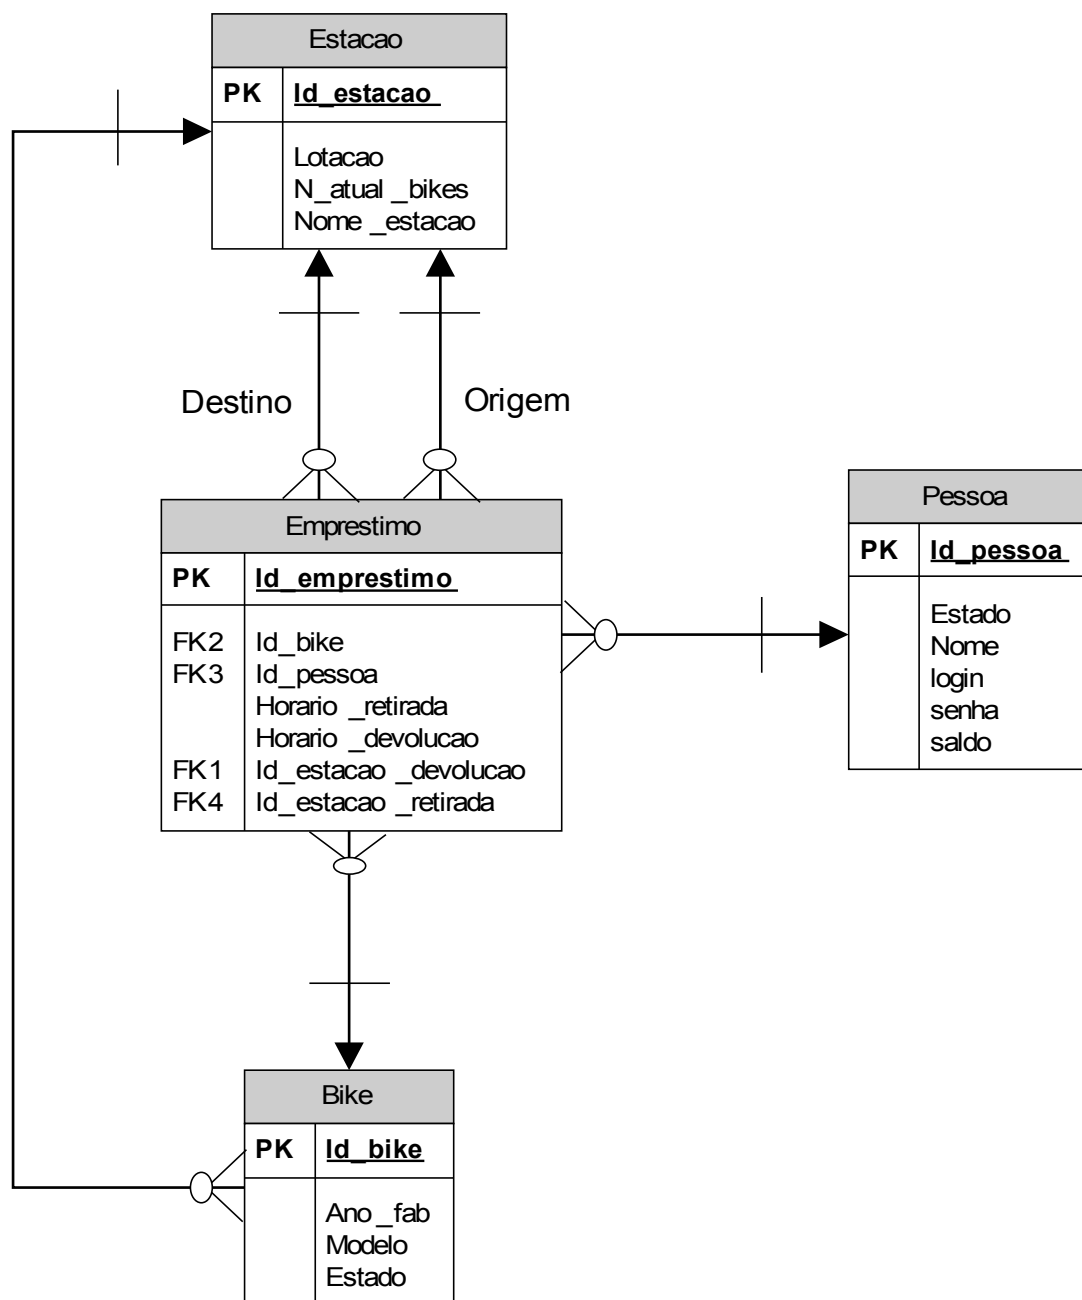 Estacao
PK Id_estacao
Lotacao
N_atual _bikes
Nome _estacao
Destino
Origem
Emprestimo
PK Id_emprestimo
FK2 Id_bike
FK3 Id_pessoa
Horario _retirada
Horario _devolucao
FK1 Id_estacao _devolucao
FK4 Id_estacao _retirada
Pessoa
PK Id_pessoa
Estado
Nome
login
senha
saldo
Bike
PK Id_bike
Ano _fab
Modelo
Estado